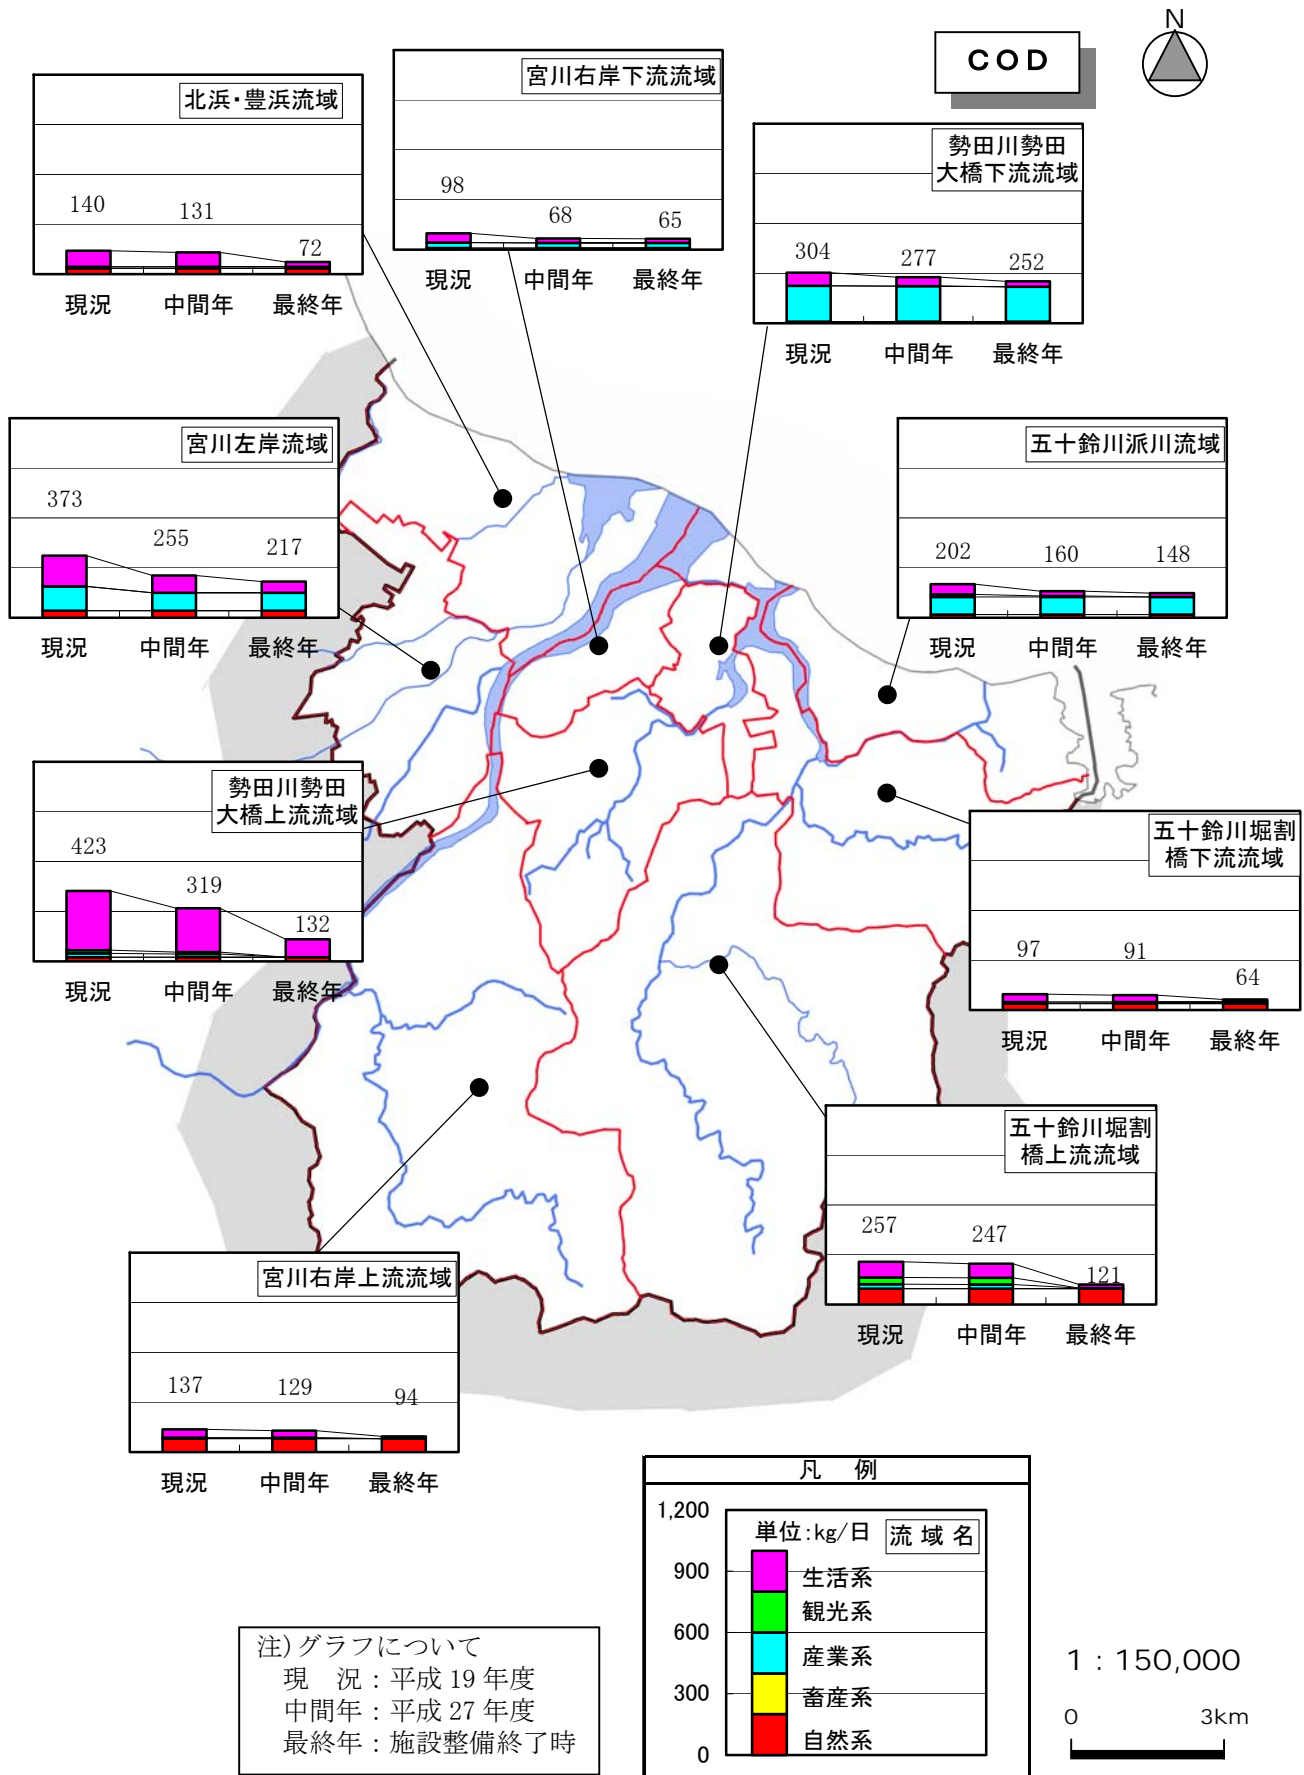 N
COD
宮川右岸下流流域
98
68
65
現況 中間年 最終年
北浜・豊浜流域
140
131
72
現況 中間年 最終年
勢田川勢田
大橋下流流域
304
277
252
現況 中間年 最終年
宮川左岸流域
373
255
217
現況 中間年 最終年
五十鈴川派川流域
202
160
148
現況 中間年 最終年
勢田川勢田
大橋上流流域
423
319
132
現況 中間年 最終年
五十鈴川堀割
橋下流流域
97
91
64
現況 中間年 最終年
五十鈴川堀割
橋上流流域
257
247
121
現況 中間年 最終年
宮川右岸上流流域
137
129
94
現況 中間年 最終年
凡 例
1,200
900
600
300
0
単位:kg/日 流域名
生活系
観光系
産業系
畜産系
自然系
注)グラフについて
現 況:平成 19 年度
中間年:平成 27 年度
最終年:施設整備終了時
1:150,000
0 3km